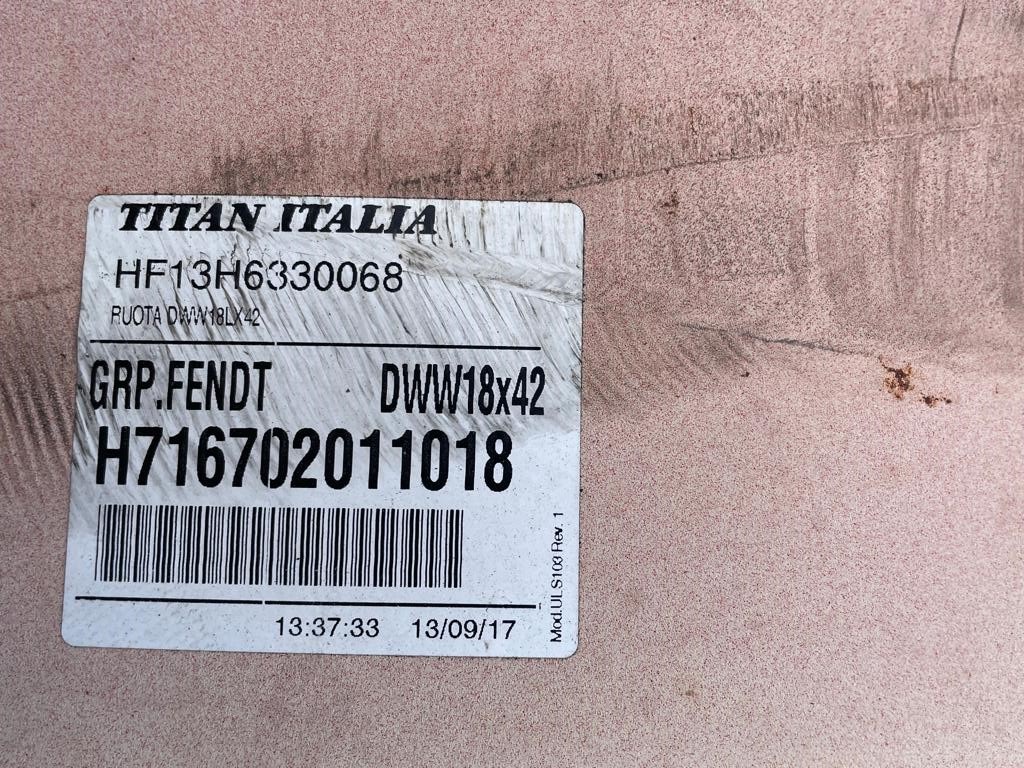 TITAN ITALIA
HF13H6330068
RUOTA DWW18LX42
GRP.FENDT DWW18x42
H716702011018
13:37:33 13/09/17
Mod.ULS103 Rev. 1